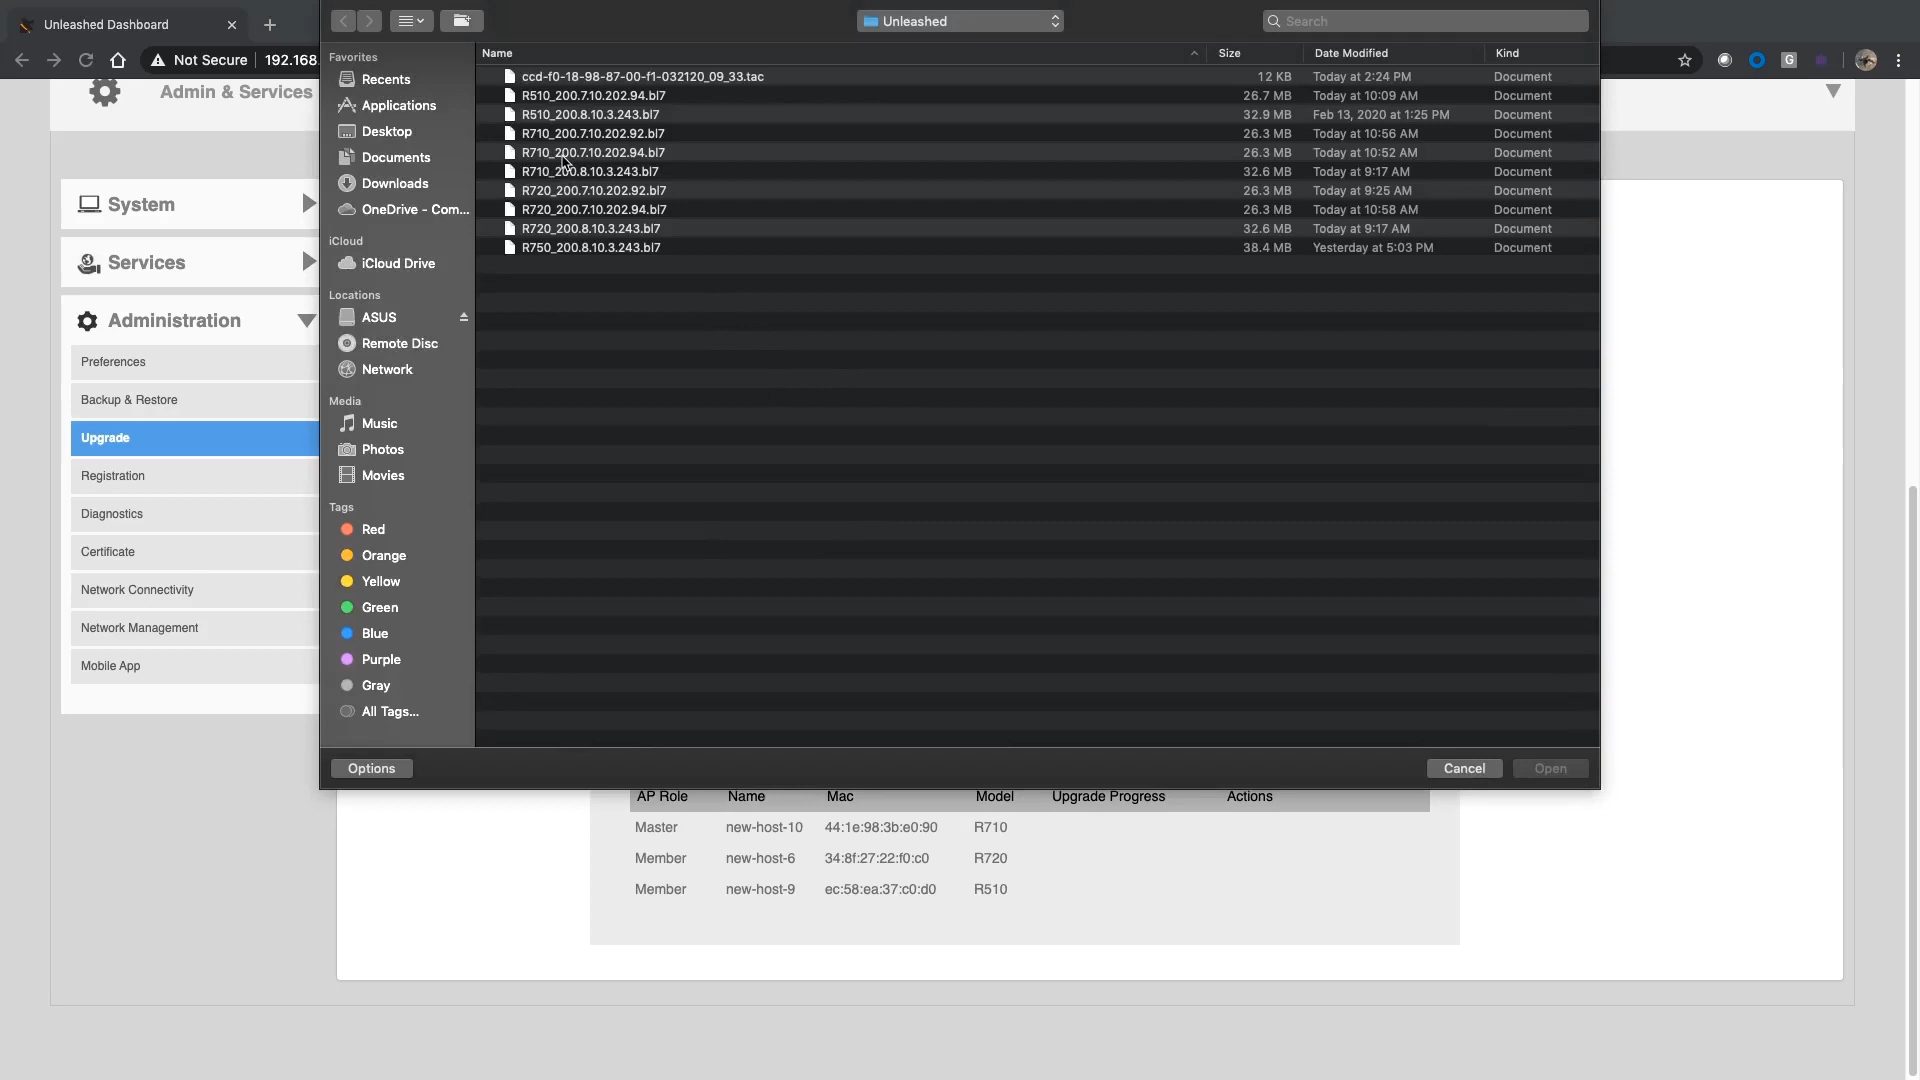 Unleashed Dashboard
Unleashed
Search
Not Secure
192.168.
G
Admin & Services
System
Services
Administration
Preferences
Backup & Restore
Upgrade
Registration
Diagnostics
Certificate
Network Connectivity
Network Management
Mobile App
Favorites
Recents
Applications
Desktop
Documents
Downloads
OneDrive - Com...
iCloud
iCloud Drive
Locations
ASUS
Remote Disc
Network
Media
Music
Photos
Movies
Tags
Red
Orange
Yellow
Green
Blue
Purple
Gray
All Tags...
Name Size Date Modified Kind
ccd-f0-18-98-87-00-f1-032120_09_33.tac 12 KB Today at 2:24 PM Document
R510_200.7.10.202.94.bl7 26.7 MB Today at 10:09 AM Document
R510_200.8.10.3.243.bl7 32.9 MB Feb 13, 2020 at 1:25 PM Document
R710_200.7.10.202.92.bl7 26.3 MB Today at 10:56 AM Document
R710_200.7.10.202.94.bl7 26.3 MB Today at 10:52 AM Document
R710_200.8.10.3.243.bl7 32.6 MB Today at 9:17 AM Document
R720_200.7.10.202.92.bl7 26.3 MB Today at 9:25 AM Document
R720_200.7.10.202.94.bl7 26.3 MB Today at 10:58 AM Document
R720_200.8.10.3.243.bl7 32.6 MB Today at 9:17 AM Document
R750_200.8.10.3.243.bl7 38.4 MB Yesterday at 5:03 PM Document
Options
Cancel
Open
AP Role Name Mac Model Upgrade Progress Actions
Master new-host-10 44:1e:98:3b:e0:90 R710
Member new-host-6 34:8f:27:22:f0:c0 R720
Member new-host-9 ec:58:ea:37:c0:d0 R510